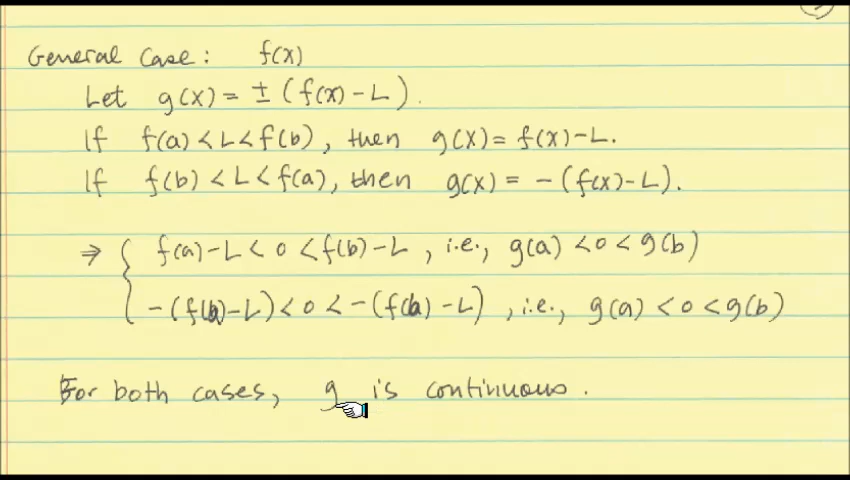 General Case: f(x)
Let g(x) = ± (f(x) - L).
If f(a) < L < f(b), then g(x) = f(x) - L.
If f(b) < L < f(a), then g(x) = - (f(x) - L).
⇒ { f(a) - L < 0 < f(b) - L, i.e., g(a) < 0 < g(b)
-(f(a) - L) < 0 < -(f(b) - L), i.e., g(a) < 0 < g(b)
For both cases, g is continuous.